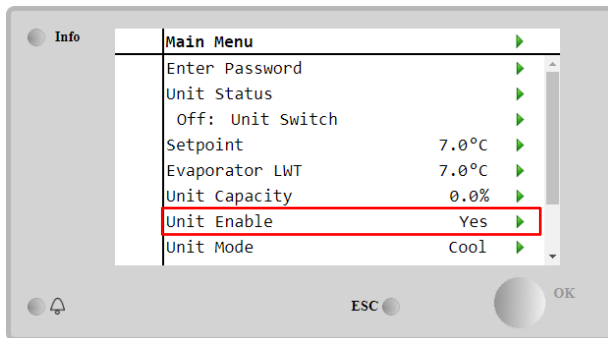 Info
Main Menu
Enter Password
Unit Status
Off: Unit Switch
Setpoint 7.0°C
Evaporator LWT 7.0°C
Unit Capacity 0.0%
Unit Enable Yes
Unit Mode Cool
ESC
OK